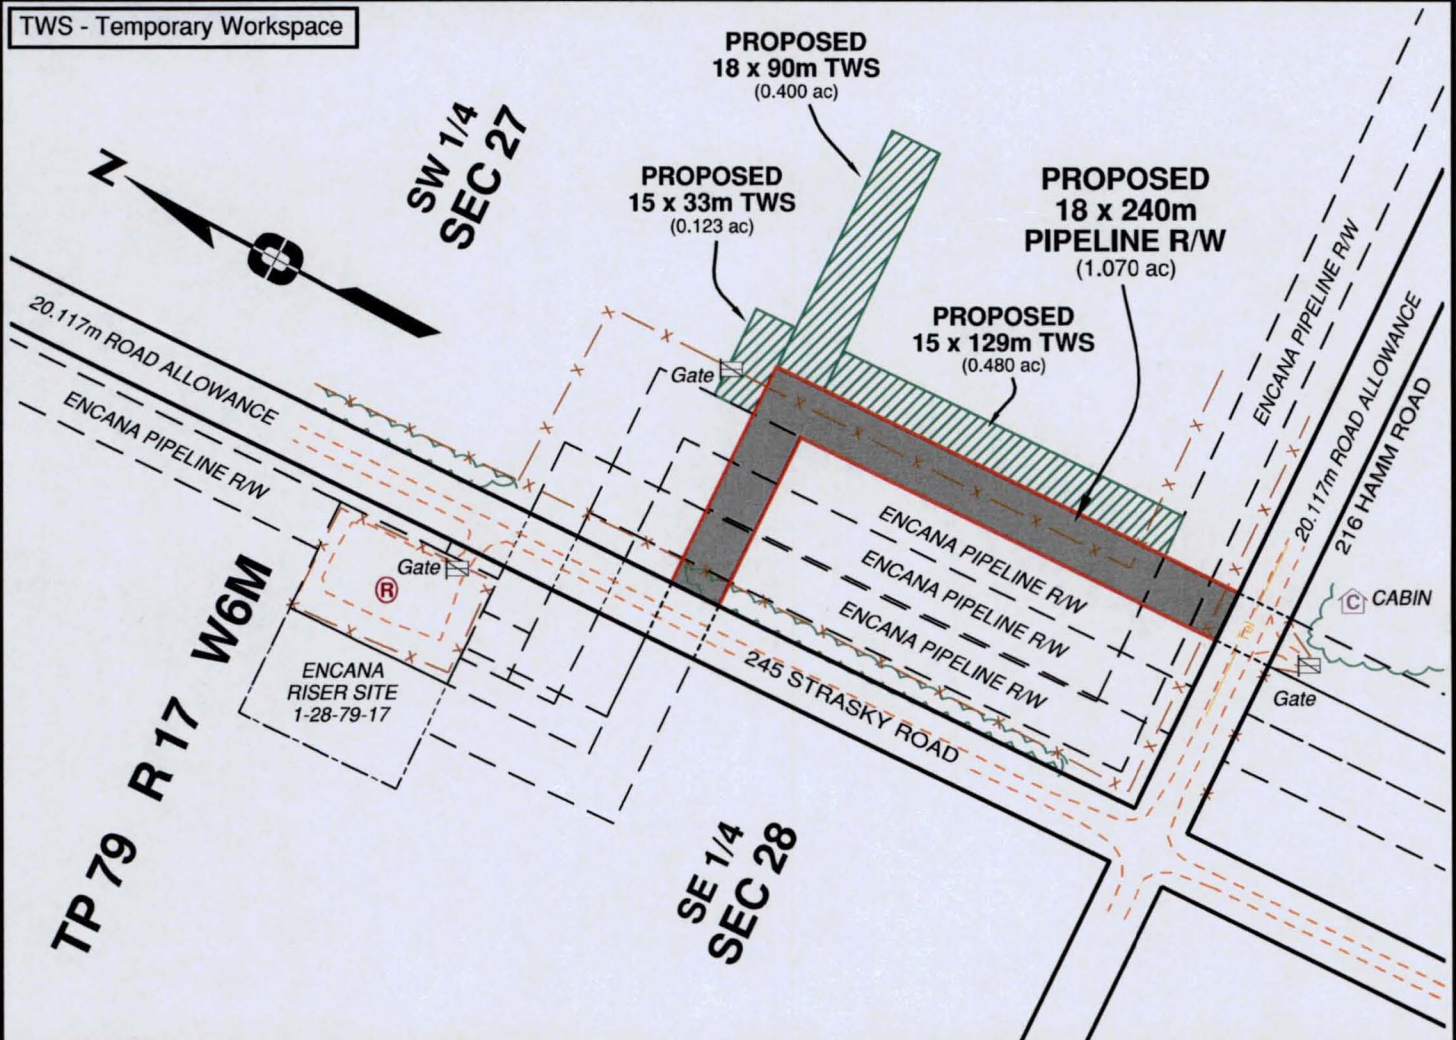 TWS - Temporary Workspace
PROPOSED
18 x 90m TWS
(0.400 ac)
SW 1/4
SEC 27
N
PROPOSED
15 x 33m TWS
(0.123 ac)
PROPOSED
18 x 240m
PIPELINE R/W
(1.070 ac)
PROPOSED
15 x 129m TWS
(0.480 ac)
ENCANA PIPELINE R/W
20.117m ROAD ALLOWANCE
216 HAMM ROAD
20.117m ROAD ALLOWANCE
ENCANA PIPELINE R/W
Gate
Gate
R
ENCANA
RISER SITE
1-28-79-17
ENCANA PIPELINE R/W
ENCANA PIPELINE R/W
ENCANA PIPELINE R/W
245 STRASKY ROAD
Tel
C CABIN
Gate
TP 79 R 17 W6M
SE 1/4
SEC 28